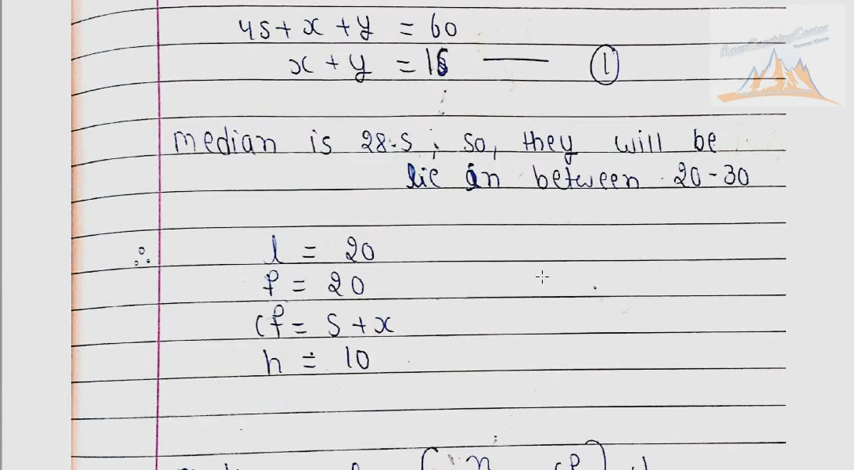 45 + x + y = 60
x + y = 15 —— ①
median is 28.5, so, they will be
lie in between 20-30
∴ l = 20
f = 20
cf = 5 + x
h = 10